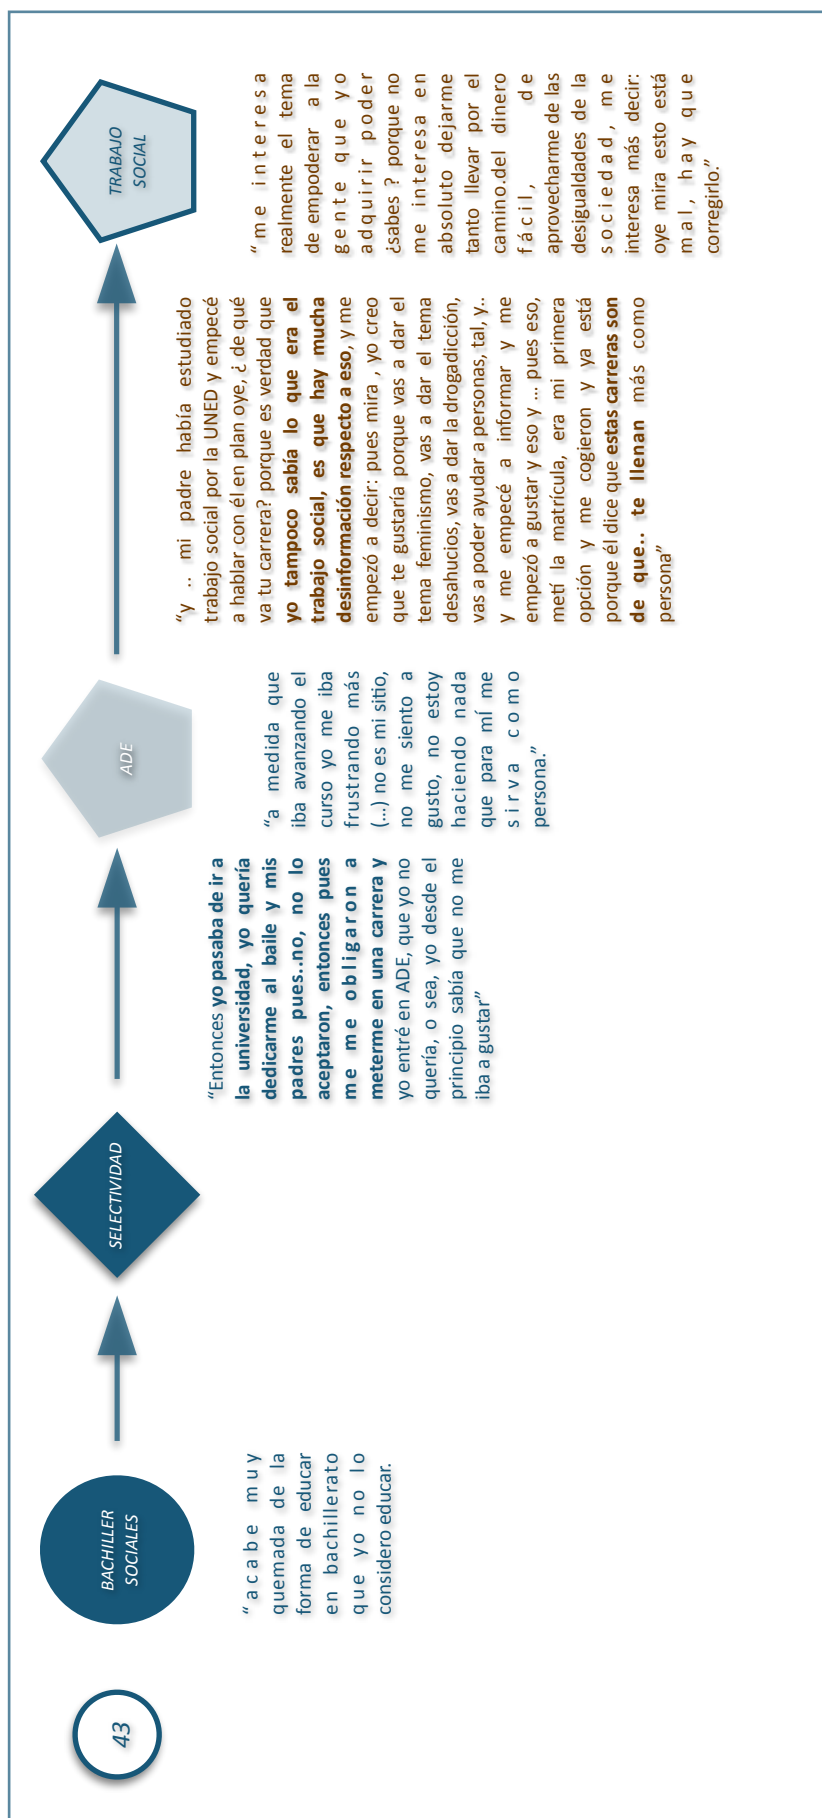 43
BACHILLER
SOCIALES
“acabe muy
quemada de la
forma de educar
en bachillerato
que yo no lo
considero educar.
SELECTIVIDAD
“Entonces yo pasaba de ir a
la universidad, yo quería
dedicarme al baile y mis
padres pues..no, no lo
aceptaron, entonces pues
me me obligaron a
meterme en una carrera y
yo entré en ADE, que yo no
quería, o sea, yo desde el
principio sabía que no me
iba a gustar”
ADE
“a medida que
iba avanzando el
curso yo me iba
frustrando más
(...) no es mi sitio,
no me siento a
gusto, no estoy
haciendo nada
que para mí me
sirva como
persona.”
“y .. mi padre había estudiado
trabajo social por la UNED y empecé
a hablar con él en plan oye, ¿ de qué
va tu carrera? porque es verdad que
yo tampoco sabía lo que era el
trabajo social, es que hay mucha
desinformación respecto a eso, y me
empezó a decir: pues mira , yo creo
que te gustaría porque vas a dar el
tema feminismo, vas a dar el tema
desahucios, vas a dar la drogadicción,
vas a poder ayudar a personas, tal, y..
y me empecé a informar y me
empezó a gustar y eso y ... pues eso,
metí la matrícula, era mi primera
opción y me cogieron y ya está
porque él dice que estas carreras son
de que.. te llenan más como
persona”
TRABAJO
SOCIAL
“me interesa
realmente el tema
de empoderar a la
gente que yo
adquirir poder
¿sabes ? porque no
me interesa en
absoluto dejarme
tanto llevar por el
camino.del dinero
fácil, de
aprovecharme de las
desigualdades de la
sociedad, me
interesa más decir:
oye mira esto está
mal, hay que
corregirlo.”